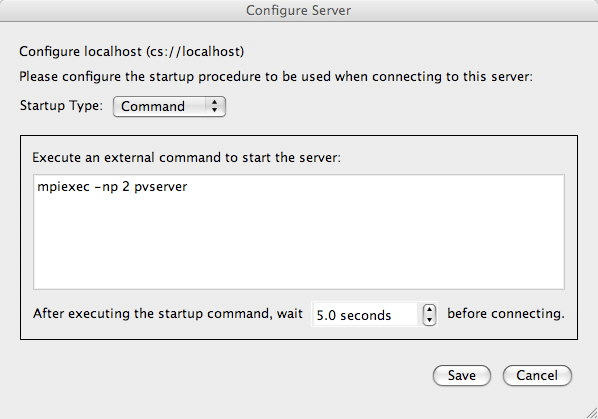 Configure Server
Configure localhost (cs://localhost)
Please configure the startup procedure to be used when connecting to this server:
Startup Type: Command
Execute an external command to start the server:
mpiexec -np 2 pvserver
After executing the startup command, wait 5.0 seconds before connecting.
Save Cancel